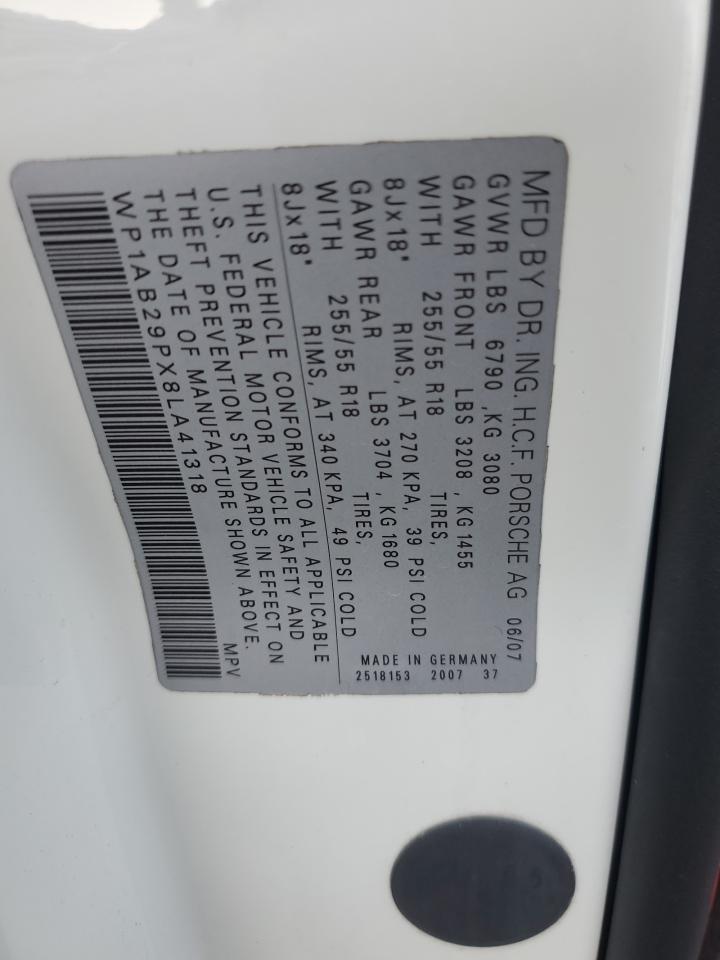 MFD BY DR. ING. H.C.F. PORSCHE AG 06/07
GVWR LBS 6790 ,KG 3080
GAWR FRONT LBS 3208 , KG 1455
WITH 255/55 R18 TIRES,
8Jx18" RIMS, AT 270 KPA, 39 PSI COLD
GAWR REAR LBS 3704 , KG 1680
WITH 255/55 R18 TIRES,
8Jx18" RIMS, AT 340 KPA, 49 PSI COLD
THIS VEHICLE CONFORMS TO ALL APPLICABLE
U.S. FEDERAL MOTOR VEHICLE SAFETY AND
THEFT PREVENTION STANDARDS IN EFFECT ON
THE DATE OF MANUFACTURE SHOWN ABOVE.
WP1AB29PX8LA41318 MPV
MADE IN GERMANY
2518153 2007 37